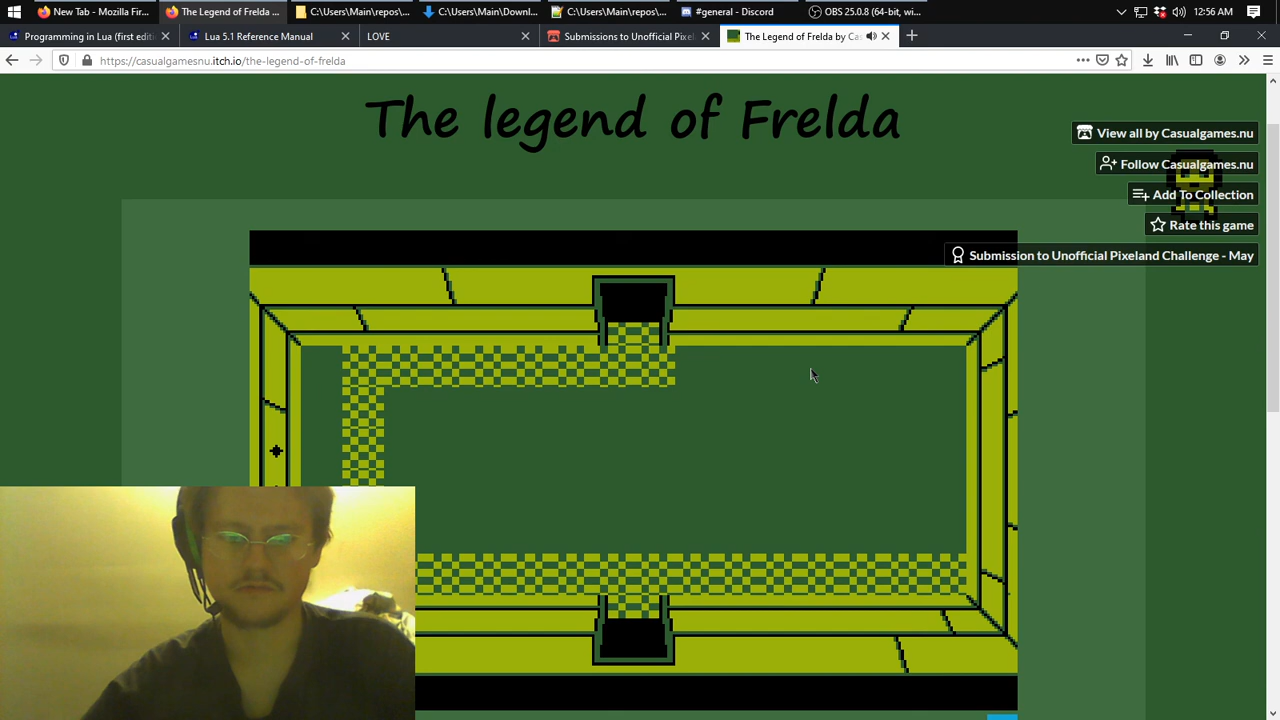 New Tab - Mozilla Fir...
The Legend of Frelda ...
C:\Users\Main\repos\...
C:\Users\Main\Downl...
C:\Users\Main\repos\...
#general - Discord
OBS 25.0.8 (64-bit, wi...
12:56 AM
Programming in Lua (first editi
Lua 5.1 Reference Manual
LOVE
Submissions to Unofficial Pixel
The Legend of Frelda by Cas
https://casualgamesnu.itch.io/the-legend-of-frelda
The legend of Frelda
View all by Casualgames.nu
Follow Casualgames.nu
Add To Collection
Rate this game
Submission to Unofficial Pixeland Challenge - May